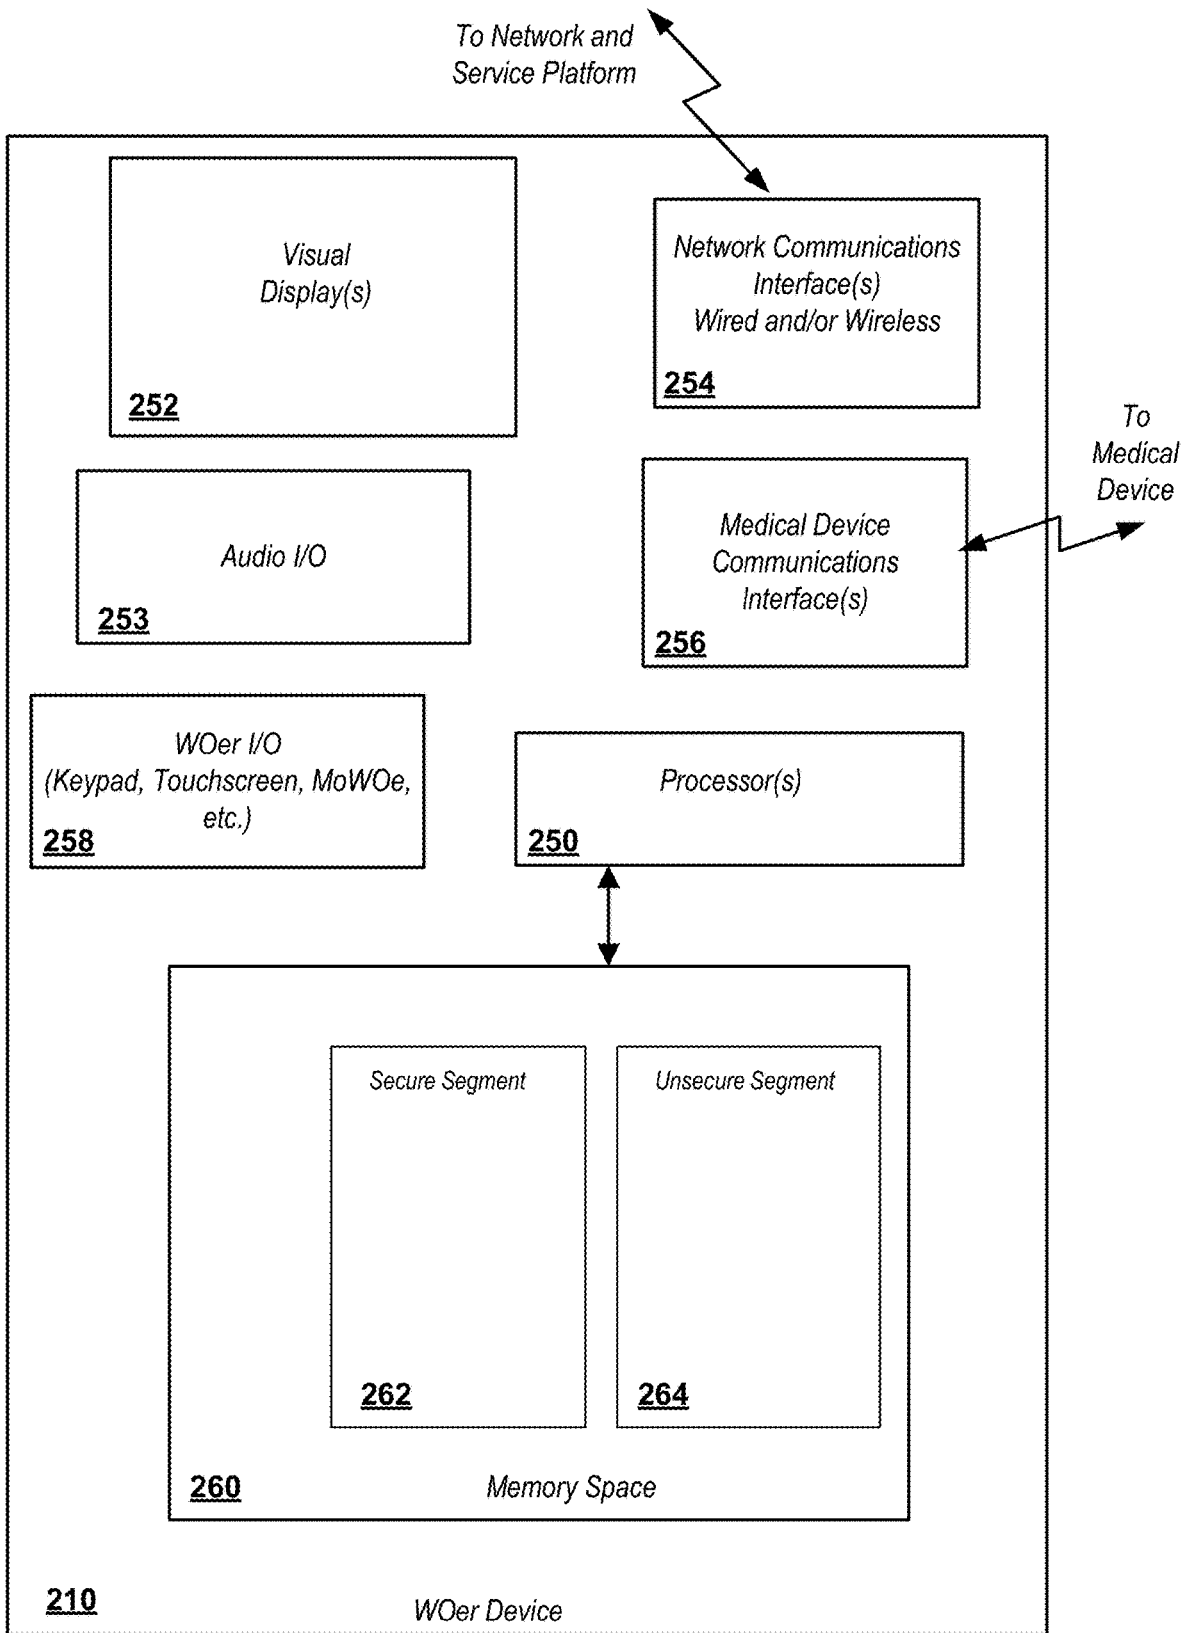 To Network and
Service Platform
Visual
Display(s)
252
Network Communications
Interface(s)
Wired and/or Wireless
254
To
Medical
Device
Audio I/O
253
Medical Device
Communications
Interface(s)
256
WOer I/O
(Keypad, Touchscreen, MoWOe,
etc.)
258
Processor(s)
250
Secure Segment
262
Unsecure Segment
264
260
Memory Space
210
WOer Device